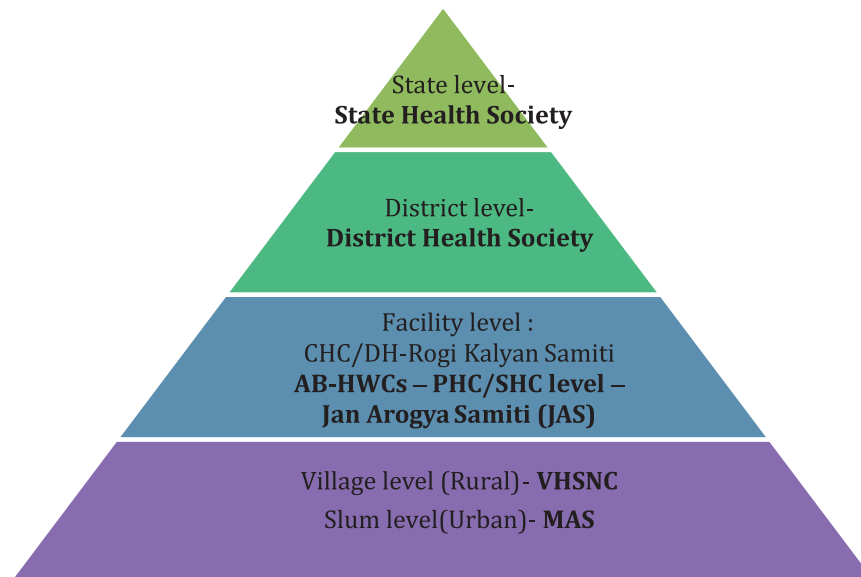 State level-
State Health Society
District level-
District Health Society
Facility level :
CHC/DH-Rogi Kalyan Samiti
AB-HWCs – PHC/SHC level –
Jan Arogya Samiti (JAS)
Village level (Rural)- VHSNC
Slum level(Urban)- MAS